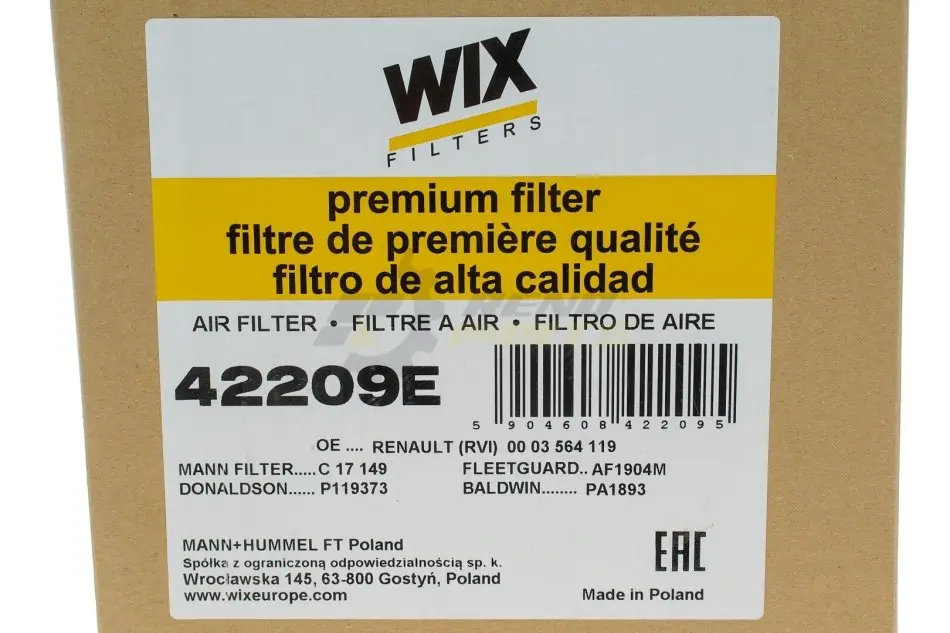 WIX
FILTERS
premium filter
filtre de première qualité
filtro de alta calidad
AIR FILTER • FILTRE A AIR • FILTRO DE AIRE
42209E
5 904608 422095
OE .... RENAULT (RVI) 00 03 564 119
MANN FILTER.....C 17 149 FLEETGUARD.. AF1904M
DONALDSON...... P119373 BALDWIN........ PA1893
MANN+HUMMEL FT Poland
Spółka z ograniczoną odpowiedzialnością sp. k.
Wrocławska 145, 63-800 Gostyń, Poland
www.wixeurope.com
EAC
Made in Poland